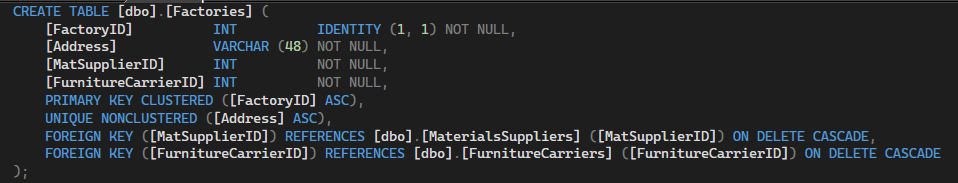 CREATE TABLE [dbo].[Factories] (
    [FactoryID]          INT          IDENTITY (1, 1) NOT NULL,
    [Address]            VARCHAR (48) NOT NULL,
    [MatSupplierID]      INT          NOT NULL,
    [FurnitureCarrierID] INT          NOT NULL,
    PRIMARY KEY CLUSTERED ([FactoryID] ASC),
    UNIQUE NONCLUSTERED ([Address] ASC),
    FOREIGN KEY ([MatSupplierID]) REFERENCES [dbo].[MaterialsSuppliers] ([MatSupplierID]) ON DELETE CASCADE,
    FOREIGN KEY ([FurnitureCarrierID]) REFERENCES [dbo].[FurnitureCarriers] ([FurnitureCarrierID]) ON DELETE CASCADE
);